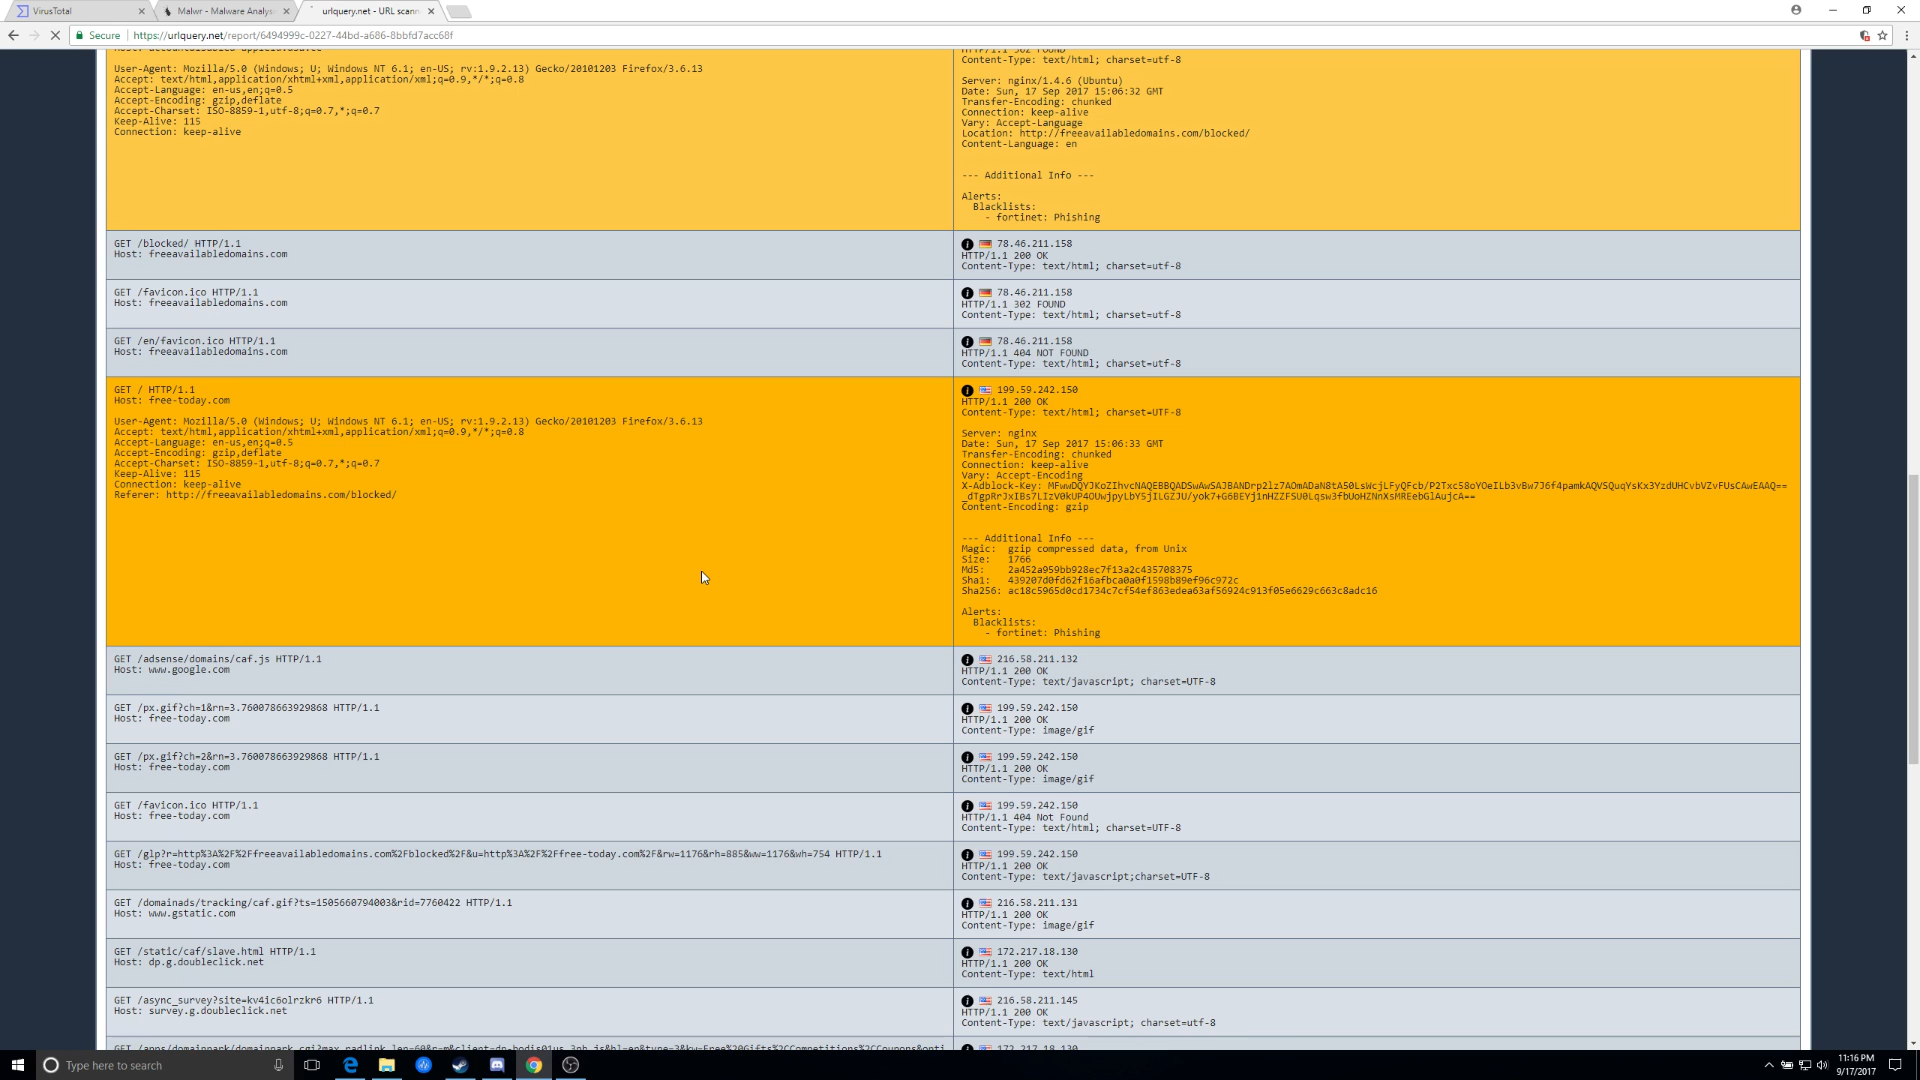 VirusTotal
Malwr - Malware Analys
urlquery.net - URL scann
Secure
https://urlquery.net/report/6494999c-0227-44bd-a686-8bbfd7acc68f
User-Agent: Mozilla/5.0 (Windows; U; Windows NT 6.1; en-US; rv:1.9.2.13) Gecko/20101203 Firefox/3.6.13
Accept: text/html,application/xhtml+xml,application/xml;q=0.9,*/*;q=0.8
Accept-Language: en-us,en;q=0.5
Accept-Encoding: gzip,deflate
Accept-Charset: ISO-8859-1,utf-8;q=0.7,*;q=0.7
Keep-Alive: 115
Connection: keep-alive
HTTP/1.1 302 FOUND
Content-Type: text/html; charset=utf-8
Server: nginx/1.4.6 (Ubuntu)
Date: Sun, 17 Sep 2017 15:06:32 GMT
Transfer-Encoding: chunked
Connection: keep-alive
Vary: Accept-Language
Location: http://freeavailabledomains.com/blocked/
Content-Language: en
--- Additional Info ---
Alerts:
Blacklists:
- fortinet: Phishing
GET /blocked/ HTTP/1.1
Host: freeavailabledomains.com
78.46.211.158
HTTP/1.1 200 OK
Content-Type: text/html; charset=utf-8
GET /favicon.ico HTTP/1.1
Host: freeavailabledomains.com
78.46.211.158
HTTP/1.1 302 FOUND
Content-Type: text/html; charset=utf-8
GET /en/favicon.ico HTTP/1.1
Host: freeavailabledomains.com
78.46.211.158
HTTP/1.1 404 NOT FOUND
Content-Type: text/html; charset=utf-8
GET / HTTP/1.1
Host: free-today.com
User-Agent: Mozilla/5.0 (Windows; U; Windows NT 6.1; en-US; rv:1.9.2.13) Gecko/20101203 Firefox/3.6.13
Accept: text/html,application/xhtml+xml,application/xml;q=0.9,*/*;q=0.8
Accept-Language: en-us,en;q=0.5
Accept-Encoding: gzip,deflate
Accept-Charset: ISO-8859-1,utf-8;q=0.7,*;q=0.7
Keep-Alive: 115
Connection: keep-alive
Referer: http://freeavailabledomains.com/blocked/
199.59.242.150
HTTP/1.1 200 OK
Content-Type: text/html; charset=UTF-8
Server: nginx
Date: Sun, 17 Sep 2017 15:06:33 GMT
Transfer-Encoding: chunked
Connection: keep-alive
Vary: Accept-Encoding
X-Adblock-Key:
Content-Encoding: gzip
--- Additional Info ---
Magic: gzip compressed data, from Unix
Size: 1766
Md5: 2a452a959bb928ec7f13a2c435708375
Sha1: 439207d0fd62f16afbca0a0f1598b89ef96c972c
Sha256: ac18c5965d0cd1734c7cf54ef863edea63af56924c913f05e6629c663c8adc16
Alerts:
Blacklists:
- fortinet: Phishing
GET /adsense/domains/caf.js HTTP/1.1
Host: www.google.com
216.58.211.132
HTTP/1.1 200 OK
Content-Type: text/javascript; charset=UTF-8
GET /px.gif?ch=1&rn=3.760078663929868 HTTP/1.1
Host: free-today.com
199.59.242.150
HTTP/1.1 200 OK
Content-Type: image/gif
GET /px.gif?ch=2&rn=3.760078663929868 HTTP/1.1
Host: free-today.com
199.59.242.150
HTTP/1.1 200 OK
Content-Type: image/gif
GET /favicon.ico HTTP/1.1
Host: free-today.com
199.59.242.150
HTTP/1.1 404 Not Found
Content-Type: text/html; charset=UTF-8
GET /glp?r=http%3A%2F%2Ffreeavailabledomains.com%2Fblocked%2F&u=http%3A%2F%2Ffree-today.com%2F&rw=1176&rh=885&ww=1176&wh=754 HTTP/1.1
Host: free-today.com
199.59.242.150
HTTP/1.1 200 OK
Content-Type: text/javascript;charset=UTF-8
GET /domainads/tracking/caf.gif?ts=1505660794003&rid=7760422 HTTP/1.1
Host: www.gstatic.com
216.58.211.131
HTTP/1.1 200 OK
Content-Type: image/gif
GET /static/caf/slave.html HTTP/1.1
Host: dp.g.doubleclick.net
172.217.18.130
HTTP/1.1 200 OK
Content-Type: text/html
GET /async_survey?site=kv4ic6olrzkr6 HTTP/1.1
Host: survey.g.doubleclick.net
216.58.211.145
HTTP/1.1 200 OK
Content-Type: text/javascript; charset=utf-8
172.217.18.130
Type here to search
11:16 PM
9/17/2017